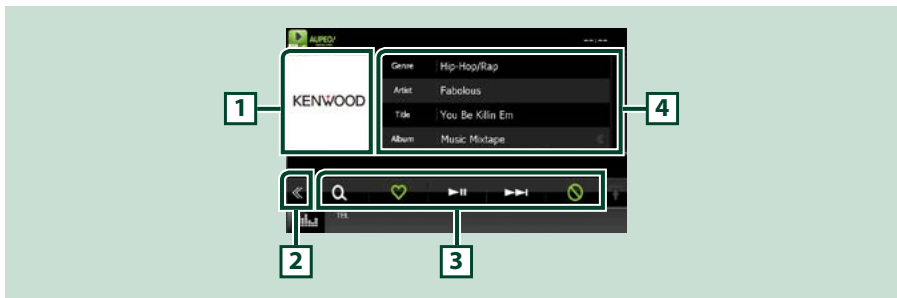 AUPEO!
--:--
Genre Hip-Hop/Rap
KENWOOD
Artist Fabolous
Title You Be Killin Em
Album Music Mixtape
1
4
TEL
2
3